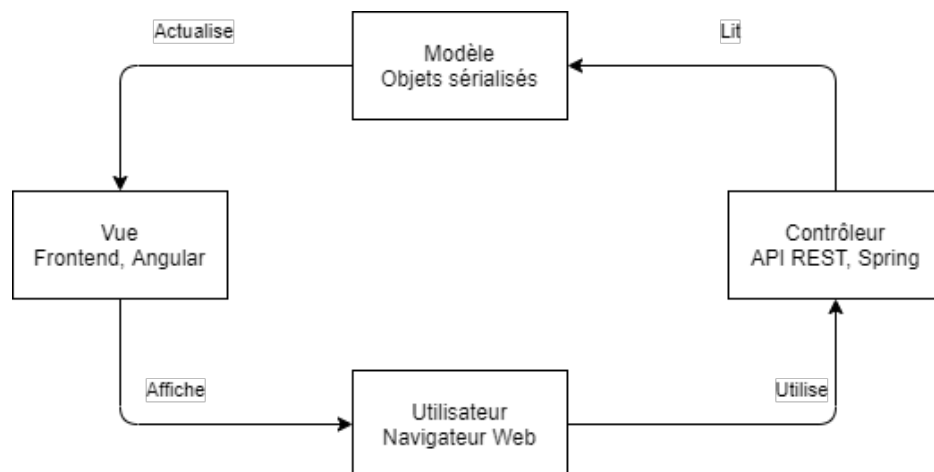 Actualise
Modèle
Objets sérialisés
Lit
Vue
Frontend, Angular
Contrôleur
API REST, Spring
Affiche
Utilisateur
Navigateur Web
Utilise